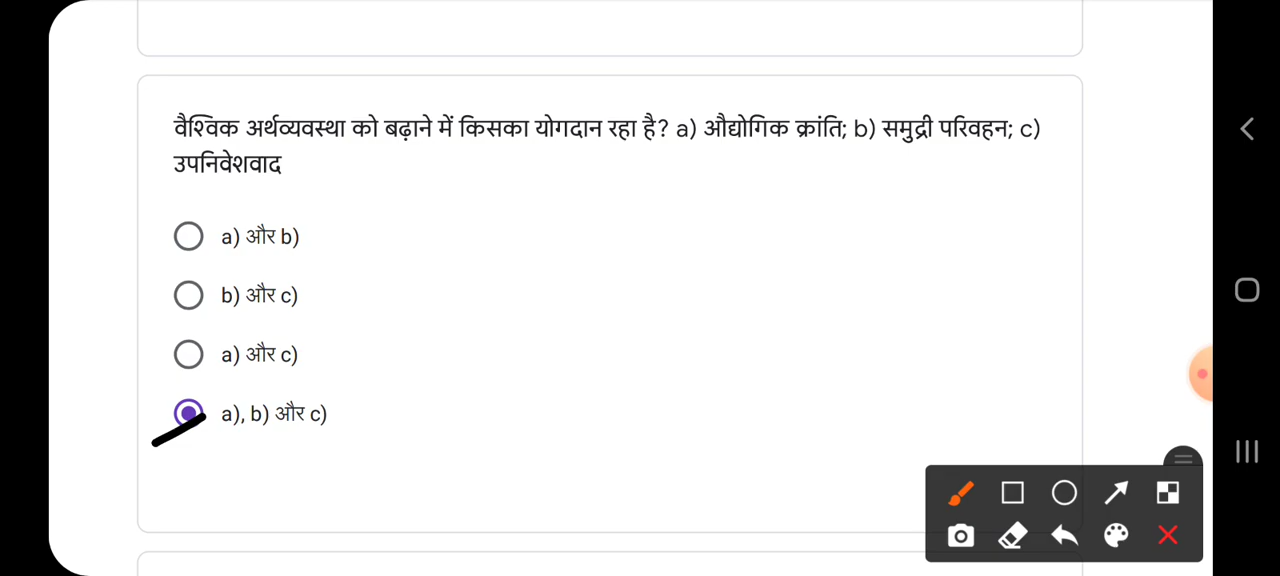 वैश्विक अर्थव्यवस्था को बढ़ाने में किसका योगदान रहा है? a) औद्योगिक क्रांति; b) समुद्री परिवहन; c)
उपनिवेशवाद
a) और b)
b) और c)
a) और c)
a), b) और c)